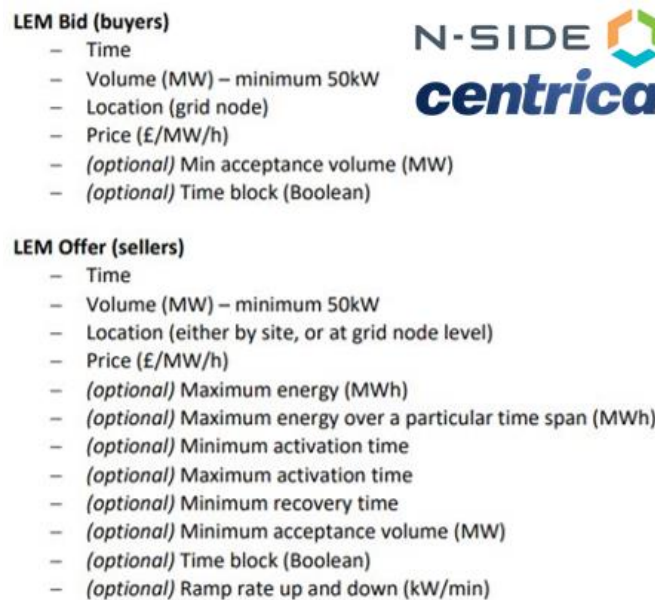 LEM Bid (buyers)
– Time
– Volume (MW) – minimum 50kW
– Location (grid node)
– Price (£/MW/h)
– (optional) Min acceptance volume (MW)
– (optional) Time block (Boolean)
N-SIDE
centrica
LEM Offer (sellers)
– Time
– Volume (MW) – minimum 50kW
– Location (either by site, or at grid node level)
– Price (£/MW/h)
– (optional) Maximum energy (MWh)
– (optional) Maximum energy over a particular time span (MWh)
– (optional) Minimum activation time
– (optional) Maximum activation time
– (optional) Minimum recovery time
– (optional) Minimum acceptance volume (MW)
– (optional) Time block (Boolean)
– (optional) Ramp rate up and down (kW/min)